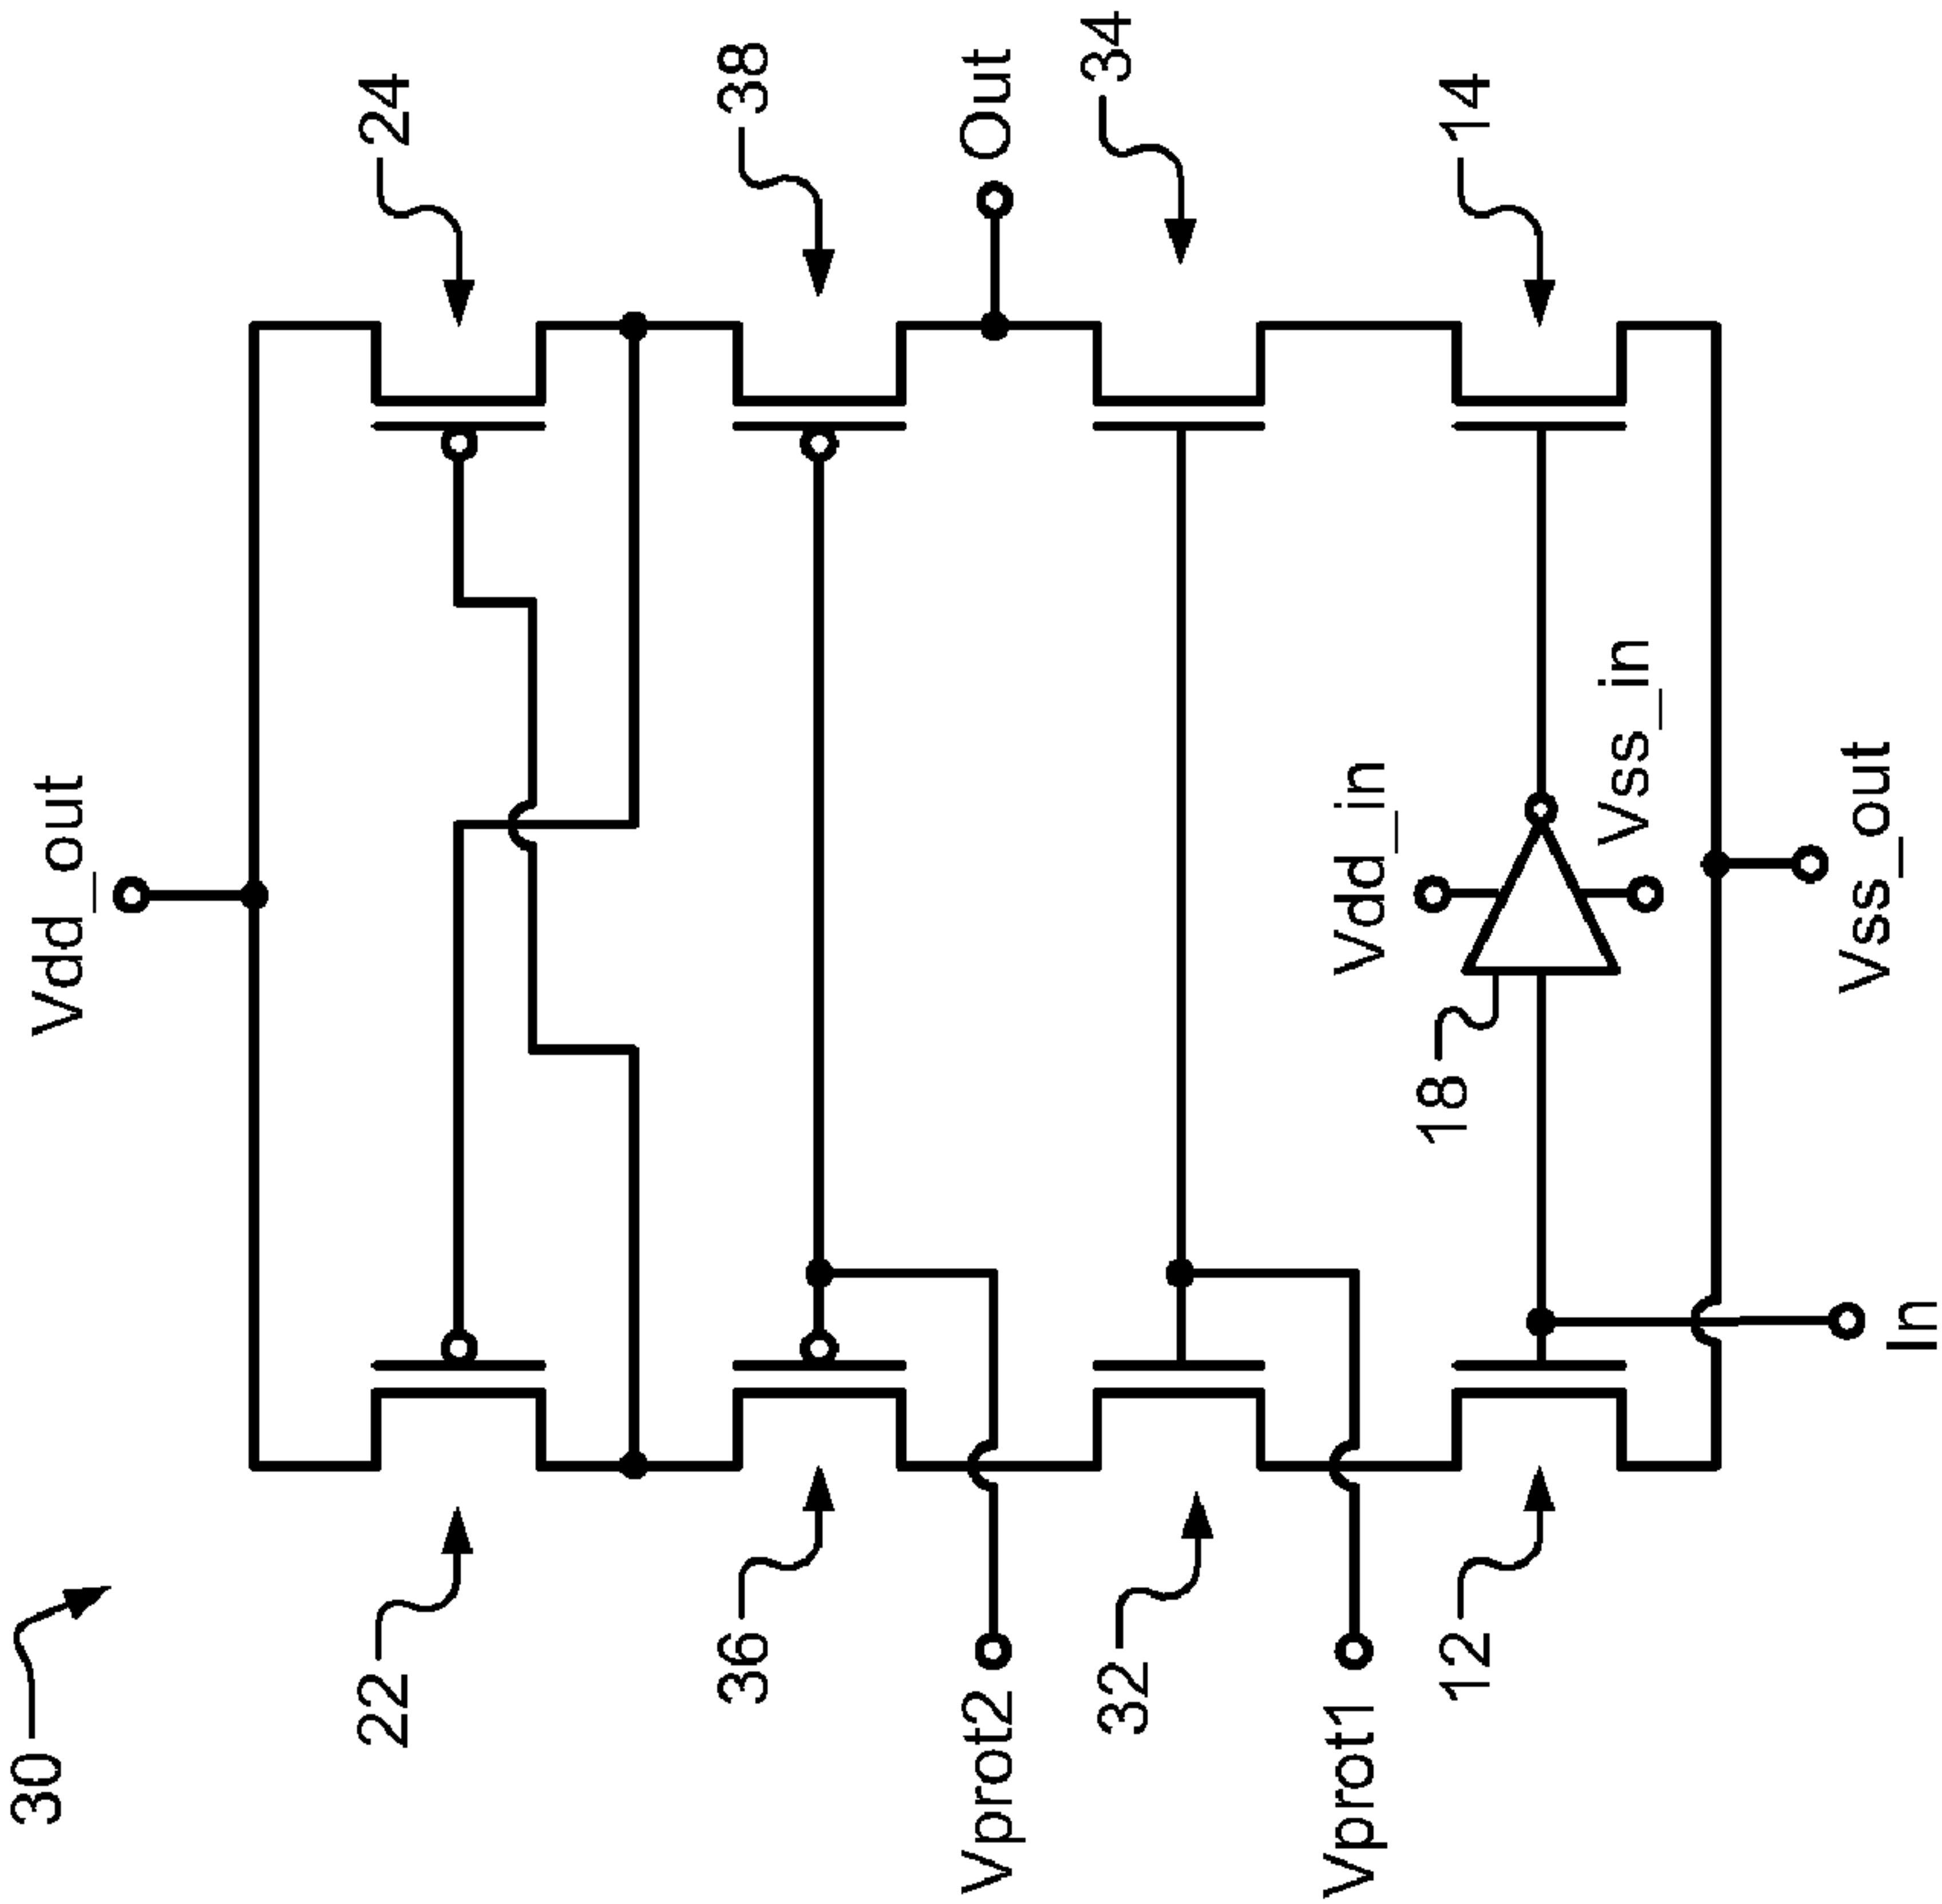 30
Vdd_out
22
24
36
38
Vprot2
Out
32
34
Vprot1
Vdd_in
18
12
14
Vss_in
In
Vss_out